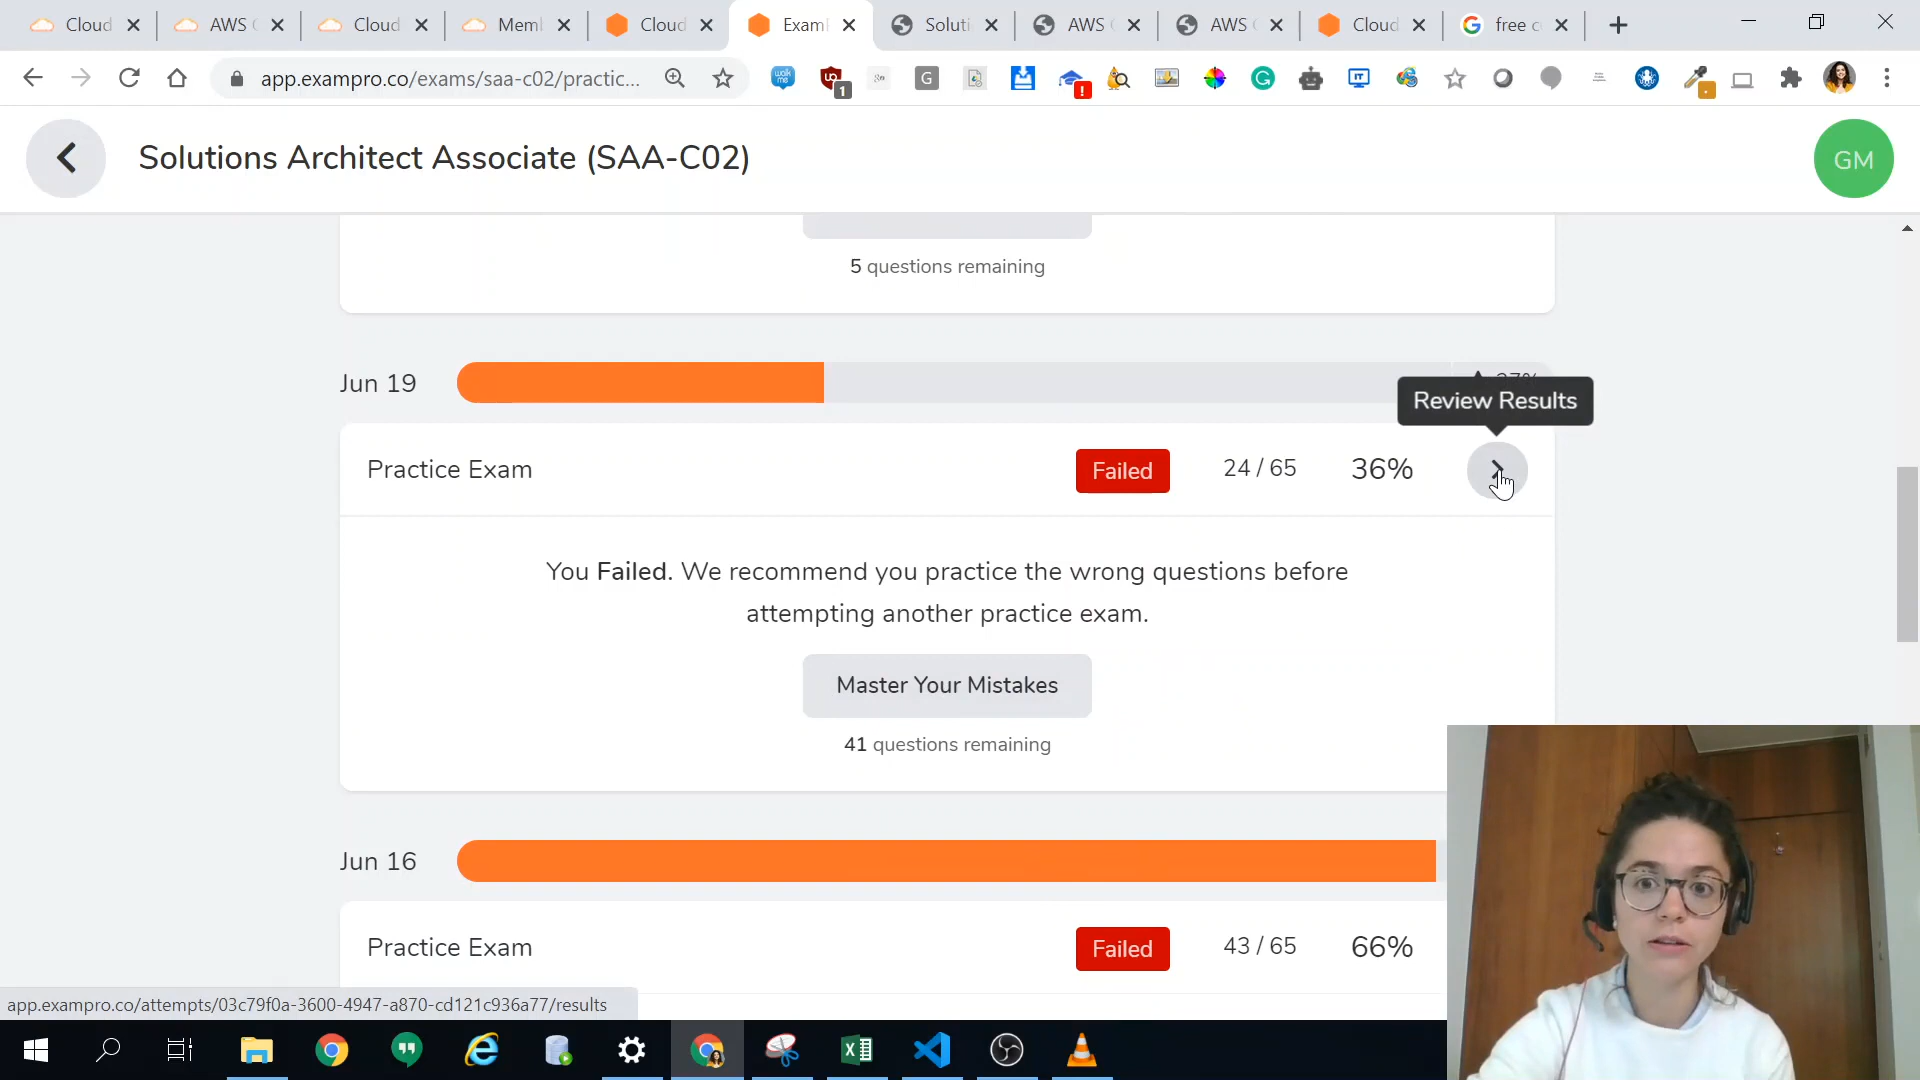 Cloud
AWS
Cloud
Mem
Cloud
Exam
Soluti
AWS
AWS
Cloud
free c
app.exampro.co/exams/saa-c02/practic...
Solutions Architect Associate (SAA-C02)
GM
5 questions remaining
Jun 19
Review Results
Practice Exam
Failed
24 / 65
36%
You Failed. We recommend you practice the wrong questions before
attempting another practice exam.
Master Your Mistakes
41 questions remaining
Jun 16
Practice Exam
Failed
43 / 65
66%
app.exampro.co/attempts/03c79f0a-3600-4947-a870-cd121c936a77/results